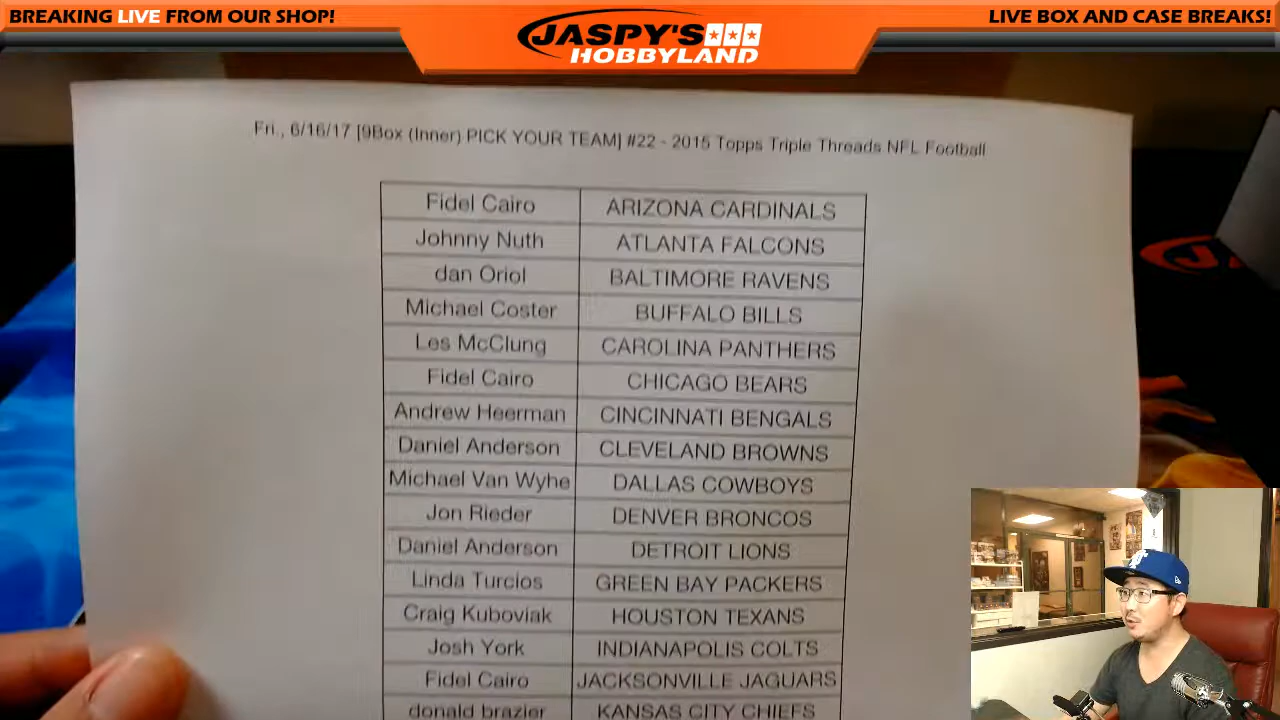 BREAKING LIVE FROM OUR SHOP!
JASPY'S
HOBBYLAND
LIVE BOX AND CASE BREAKS!
Fri., 6/16/17 [9Box (Inner) PICK YOUR TEAM] #22 - 2015 Topps Triple Threads NFL Football
Fidel Cairo ARIZONA CARDINALS
Johnny Nuth ATLANTA FALCONS
dan Oriol BALTIMORE RAVENS
Michael Coster BUFFALO BILLS
Les McClung CAROLINA PANTHERS
Fidel Cairo CHICAGO BEARS
Andrew Heerman CINCINNATI BENGALS
Daniel Anderson CLEVELAND BROWNS
Michael Van Wyhe DALLAS COWBOYS
Jon Rieder DENVER BRONCOS
Daniel Anderson DETROIT LIONS
Linda Turcios GREEN BAY PACKERS
Craig Kuboviak HOUSTON TEXANS
Josh York INDIANAPOLIS COLTS
Fidel Cairo JACKSONVILLE JAGUARS
donald brazier KANSAS CITY CHIEFS